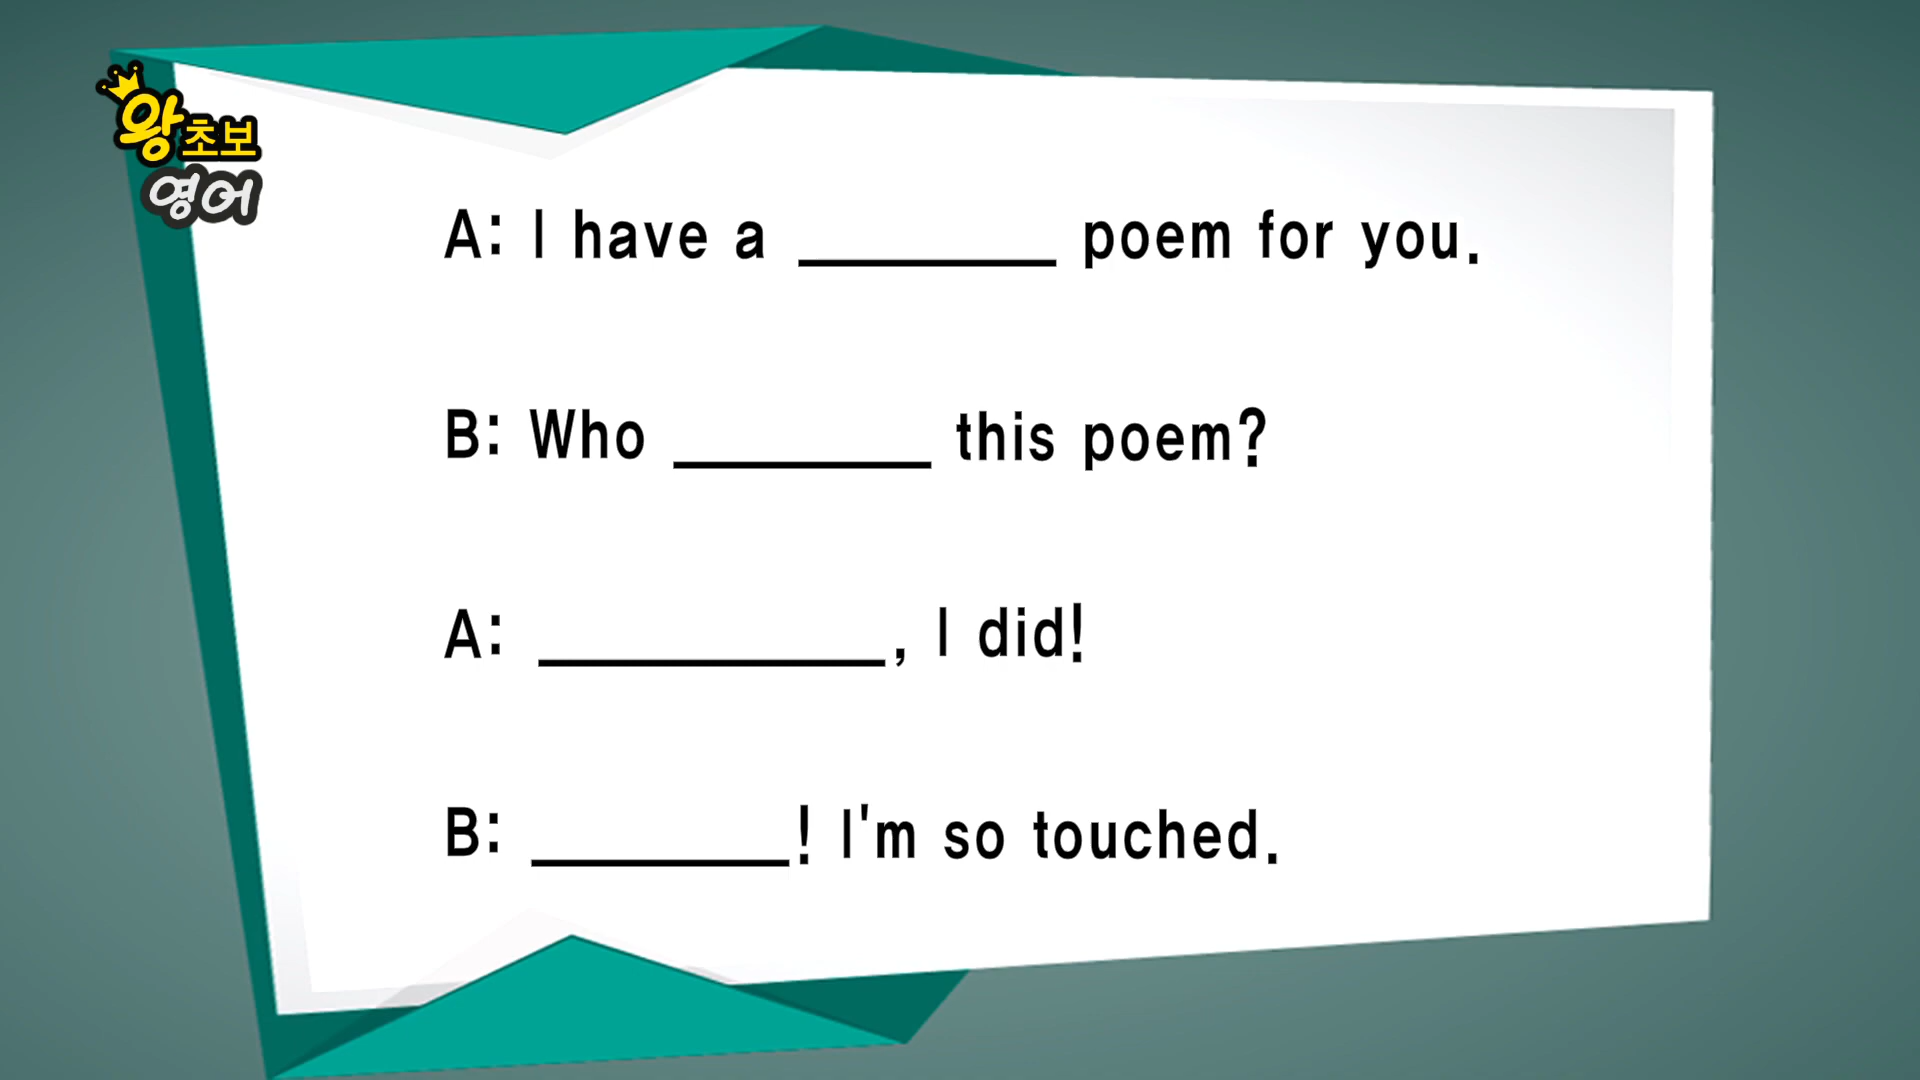 왕초보
영어
A: I have a ________ poem for you.
B: Who ________ this poem?
A: ___________, I did!
B: ________! I'm so touched.